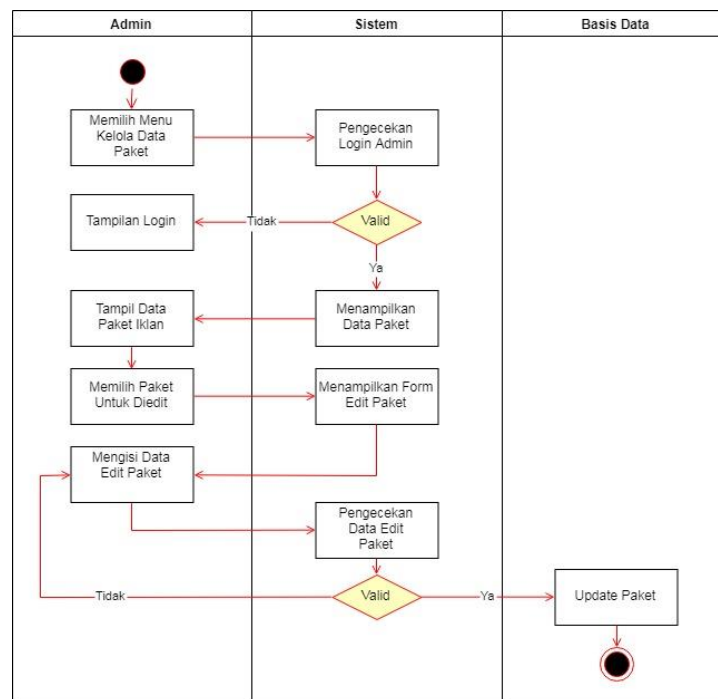 Admin
Sistem
Basis Data
Memilih Menu
Kelola Data
Paket
Pengecekan
Login Admin
Tampilan Login
Tidak
Valid
Ya
Tampil Data
Paket Iklan
Menampilkan
Data Paket
Memilih Paket
Untuk Diedit
Menampilkan Form
Edit Paket
Mengisi Data
Edit Paket
Pengecekan
Data Edit
Paket
Tidak
Valid
Ya
Update Paket